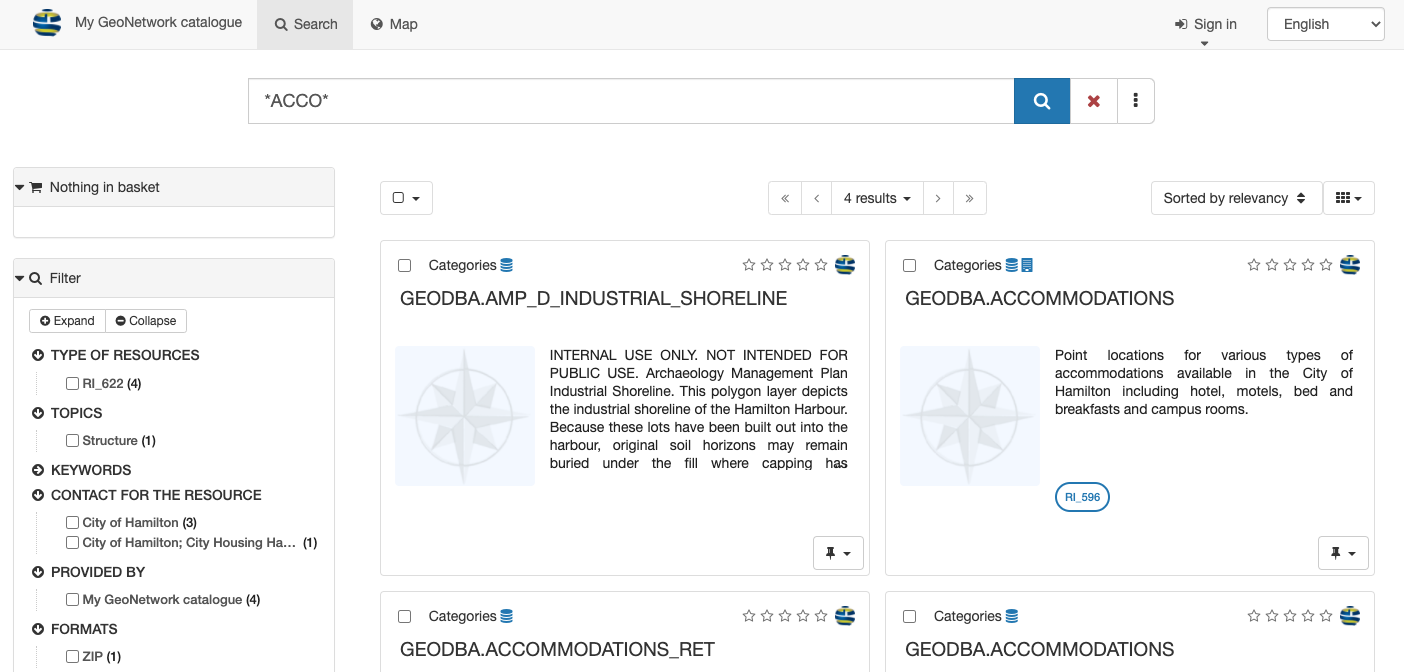 My GeoNetwork catalogue
Search
Map
Sign in
English
*ACCO*
Nothing in basket
Filter
Expand
Collapse
TYPE OF RESOURCES
RI_622 (4)
TOPICS
Structure (1)
KEYWORDS
CONTACT FOR THE RESOURCE
City of Hamilton (3)
City of Hamilton; City Housing Ha... (1)
PROVIDED BY
My GeoNetwork catalogue (4)
FORMATS
ZIP (1)
« ‹ 4 results › »
Sorted by relevancy
Categories
GEODBA.AMP_D_INDUSTRIAL_SHORELINE
INTERNAL USE ONLY. NOT INTENDED FOR
PUBLIC USE. Archaeology Management Plan
Industrial Shoreline. This polygon layer depicts
the industrial shoreline of the Hamilton Harbour.
Because these lots have been built out into the
harbour, original soil horizons may remain
buried under the fill where capping has
Categories
GEODBA.ACCOMMODATIONS
Point locations for various types of
accommodations available in the City of
Hamilton including hotel, motels, bed and
breakfasts and campus rooms.
RI_596
Categories
GEODBA.ACCOMMODATIONS_RET
Categories
GEODBA.ACCOMMODATIONS